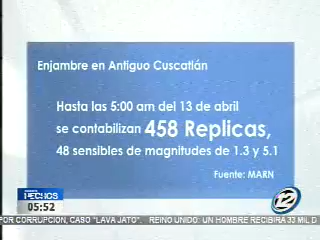 Enjambre en Antiguo Cuscatlán
Hasta las 5:00 am del 13 de abril
se contabilizan 458 Replicas,
48 sensibles de magnitudes de 1.3 y 5.1
Fuente: MARN
HECHOS
05:52
12
POR CORRUPCION, CASO "LAVA JATO". REINO UNIDO: UN HOMBRE RECIBIRA 33 MIL D